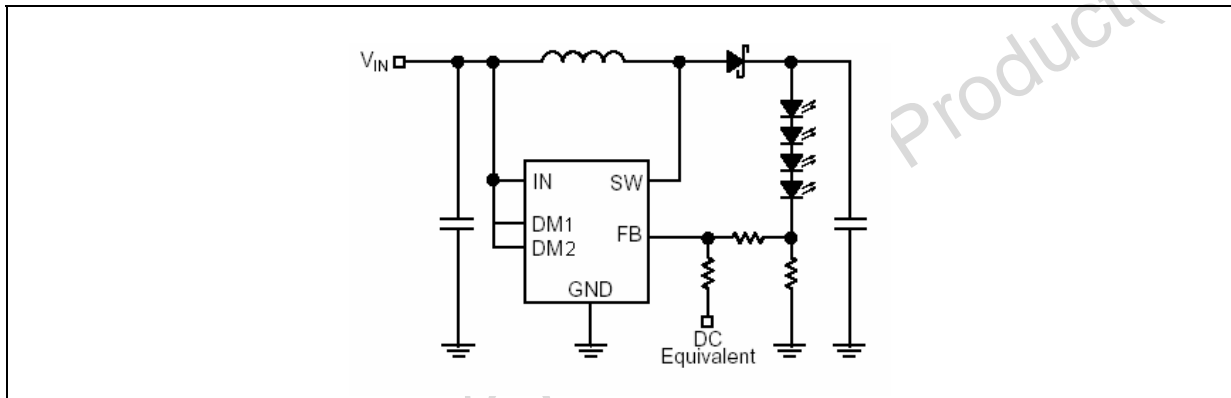 Product(
VIN
IN
SW
DM1
FB
DM2
GND
DC
Equivalent